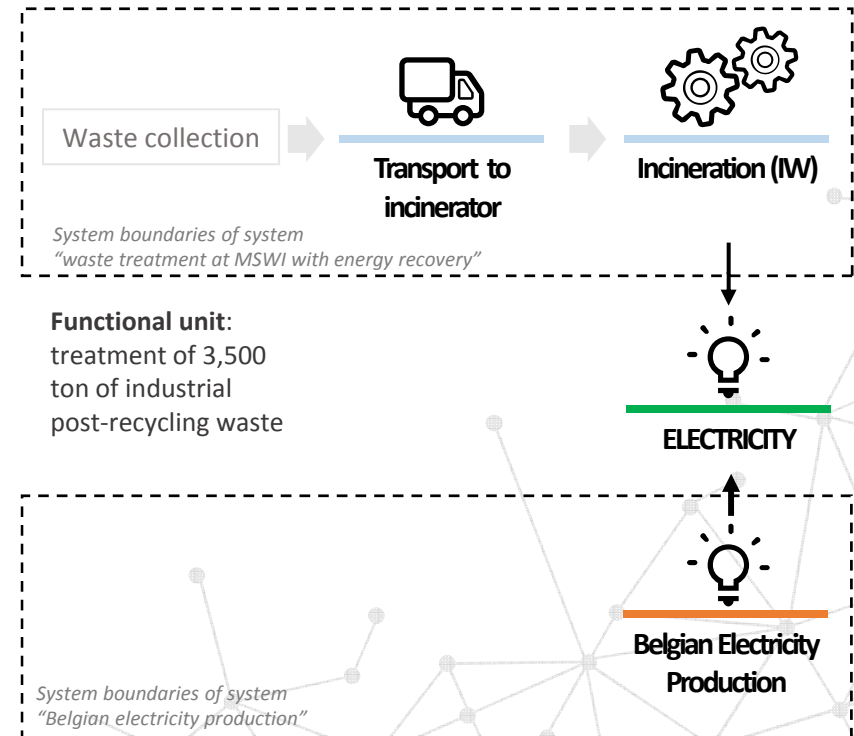 Waste collection
Transport to
incinerator
Incineration (IW)
System boundaries of system
“waste treatment at MSWI with energy recovery”
Functional unit:
treatment of 3,500
ton of industrial
post-recycling waste
ELECTRICITY
Belgian Electricity
Production
System boundaries of system
“Belgian electricity production”